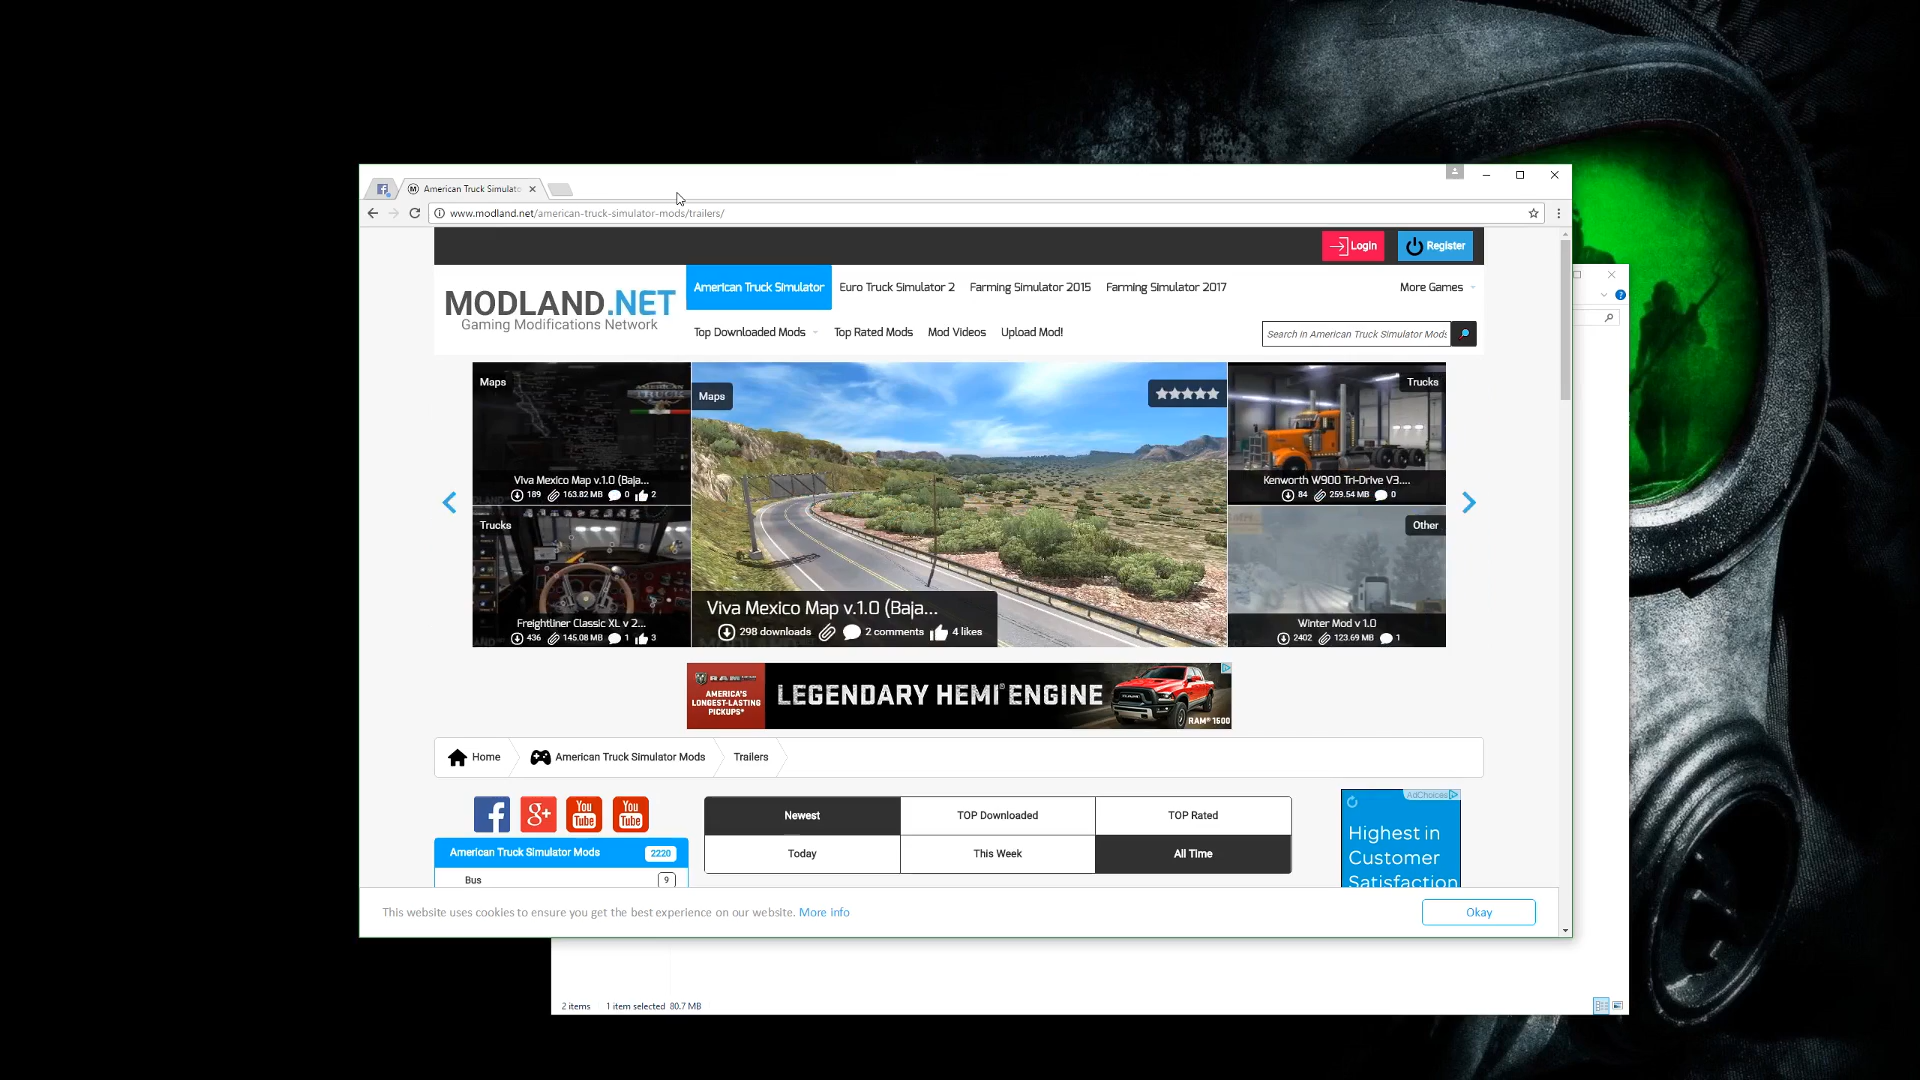 American Truck Simulato
www.modland.net/american-truck-simulator-mods/trailers/
Login
Register
MODLAND.NET
Gaming Modifications Network
American Truck Simulator
Euro Truck Simulator 2
Farming Simulator 2015
Farming Simulator 2017
More Games
Top Downloaded Mods
Top Rated Mods
Mod Videos
Upload Mod!
Search in American Truck Simulator Mods
Maps
Viva Mexico Map v.1.0 (Baja...
189 163.82 MB 0 2
Trucks
Freightliner Classic XL v 2...
436 145.08 MB 1 3
Maps
Viva Mexico Map v.1.0 (Baja...
298 downloads 2 comments 4 likes
Trucks
Kenworth W900 Tri-Drive V3....
84 259.54 MB 0
Other
Winter Mod v 1.0
2402 123.69 MB 1
RAM
AMERICA'S
LONGEST-LASTING
PICKUPS*
LEGENDARY HEMI® ENGINE
RAM® 1500
Home
American Truck Simulator Mods
Trailers
You
Tube
You
Tube
American Truck Simulator Mods 2220
Bus 9
Newest
TOP Downloaded
TOP Rated
Today
This Week
All Time
AdChoices
Highest in
Customer
Satisfaction
This website uses cookies to ensure you get the best experience on our website. More info
Okay
2 items 1 item selected 80.7 MB